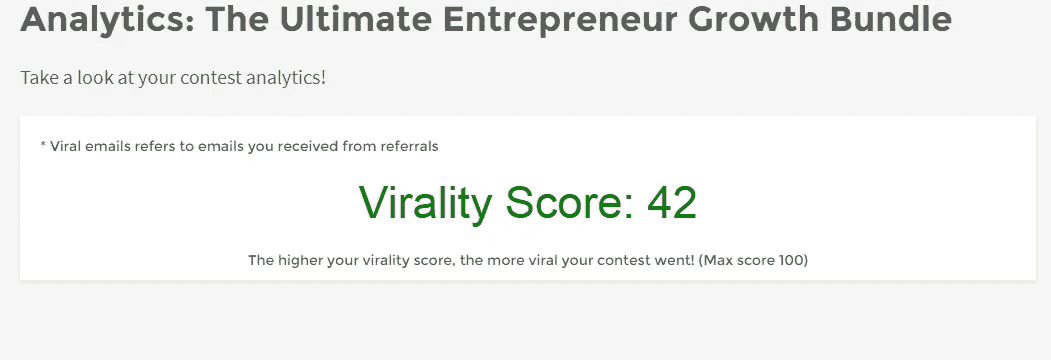 Analytics: The Ultimate Entrepreneur Growth Bundle
Take a look at your contest analytics!
* Viral emails refers to emails you received from referrals
Virality Score: 42
The higher your virality score, the more viral your contest went! (Max score 100)